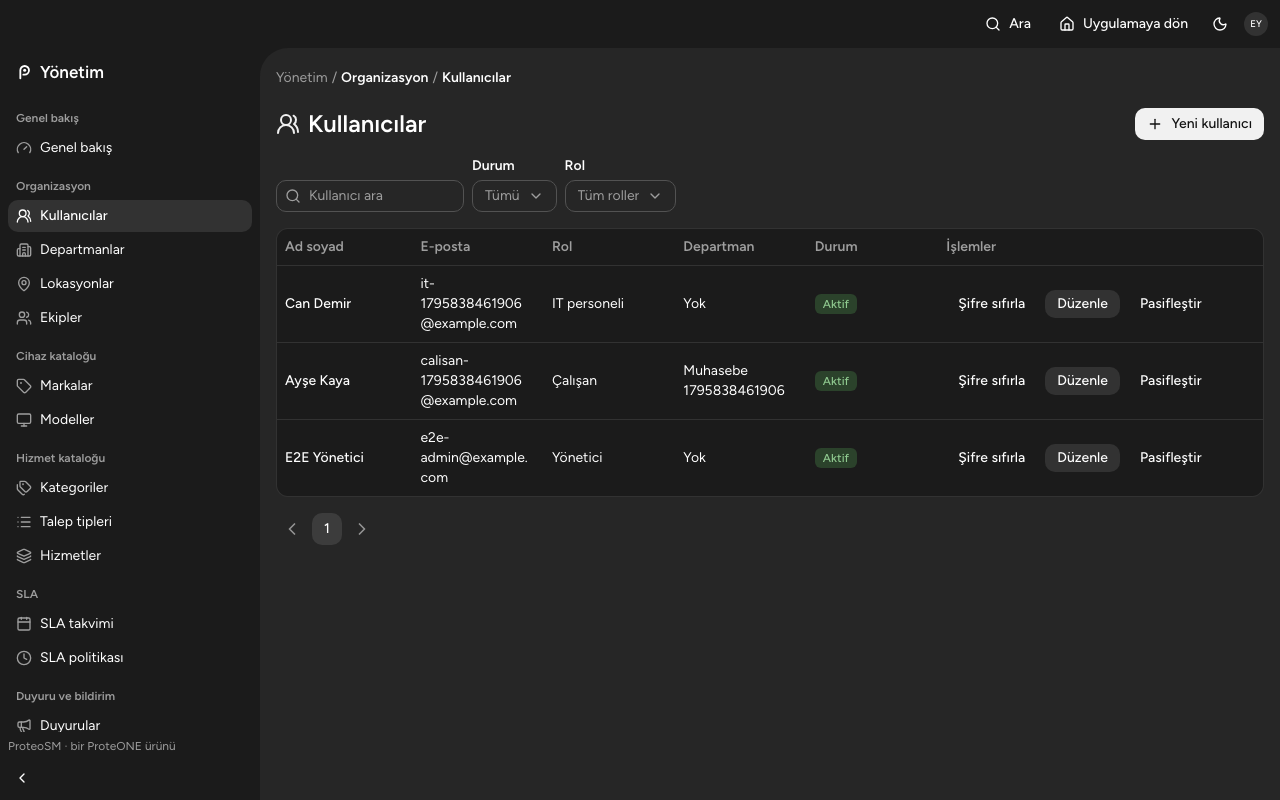 Ara
Uygulamaya dön
EY
Yönetim
Genel bakış
Genel bakış
Organizasyon
Kullanıcılar
Departmanlar
Lokasyonlar
Ekipler
Cihaz kataloğu
Markalar
Modeller
Hizmet kataloğu
Kategoriler
Talep tipleri
Hizmetler
SLA
SLA takvimi
SLA politikası
Duyuru ve bildirim
Duyurular
ProteoSM · bir ProteONE ürünü
Yönetim / Organizasyon / Kullanıcılar
Kullanıcılar
Yeni kullanıcı
Durum
Rol
Kullanıcı ara
Tümü
Tüm roller
Ad soyad
E-posta
Rol
Departman
Durum
İşlemler
Can Demir
it-
1795838461906
@example.com
IT personeli
Yok
Aktif
Şifre sıfırla
Düzenle
Pasifleştir
Ayşe Kaya
calisan-
1795838461906
@example.com
Çalışan
Muhasebe
1795838461906
Aktif
Şifre sıfırla
Düzenle
Pasifleştir
E2E Yönetici
e2e-
admin@example.
com
Yönetici
Yok
Aktif
Şifre sıfırla
Düzenle
Pasifleştir
1